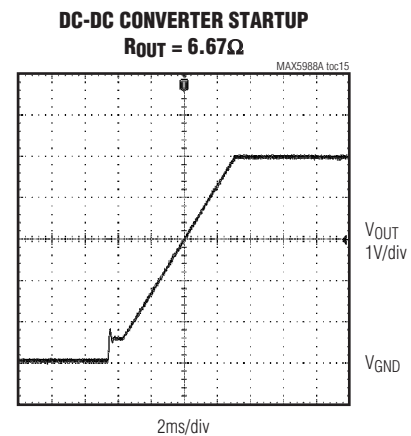 DC-DC CONVERTER STARTUP
ROUT = 6.67Ω
MAX5988A toc15
T
VOUT
1V/div
VGND
2ms/div